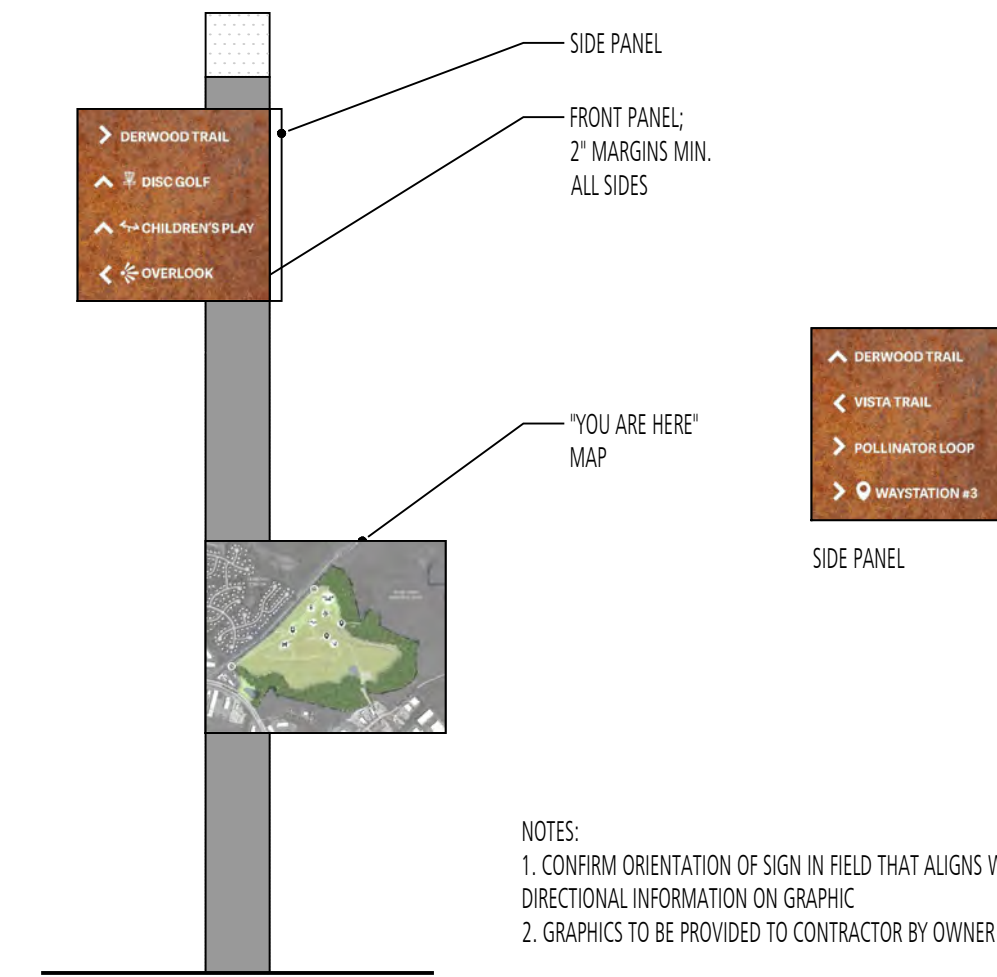 SIDE PANEL
FRONT PANEL;
2" MARGINS MIN.
ALL SIDES
DERWOOD TRAIL
DISC GOLF
CHILDREN'S PLAY
OVERLOOK
"YOU ARE HERE"
MAP
DERWOOD TRAIL
VISTA TRAIL
POLLINATOR LOOP
WAYSTATION #3
SIDE PANEL
NOTES:
1. CONFIRM ORIENTATION OF SIGN IN FIELD THAT ALIGNS
DIRECTIONAL INFORMATION ON GRAPHIC
2. GRAPHICS TO BE PROVIDED TO CONTRACTOR BY OWNER